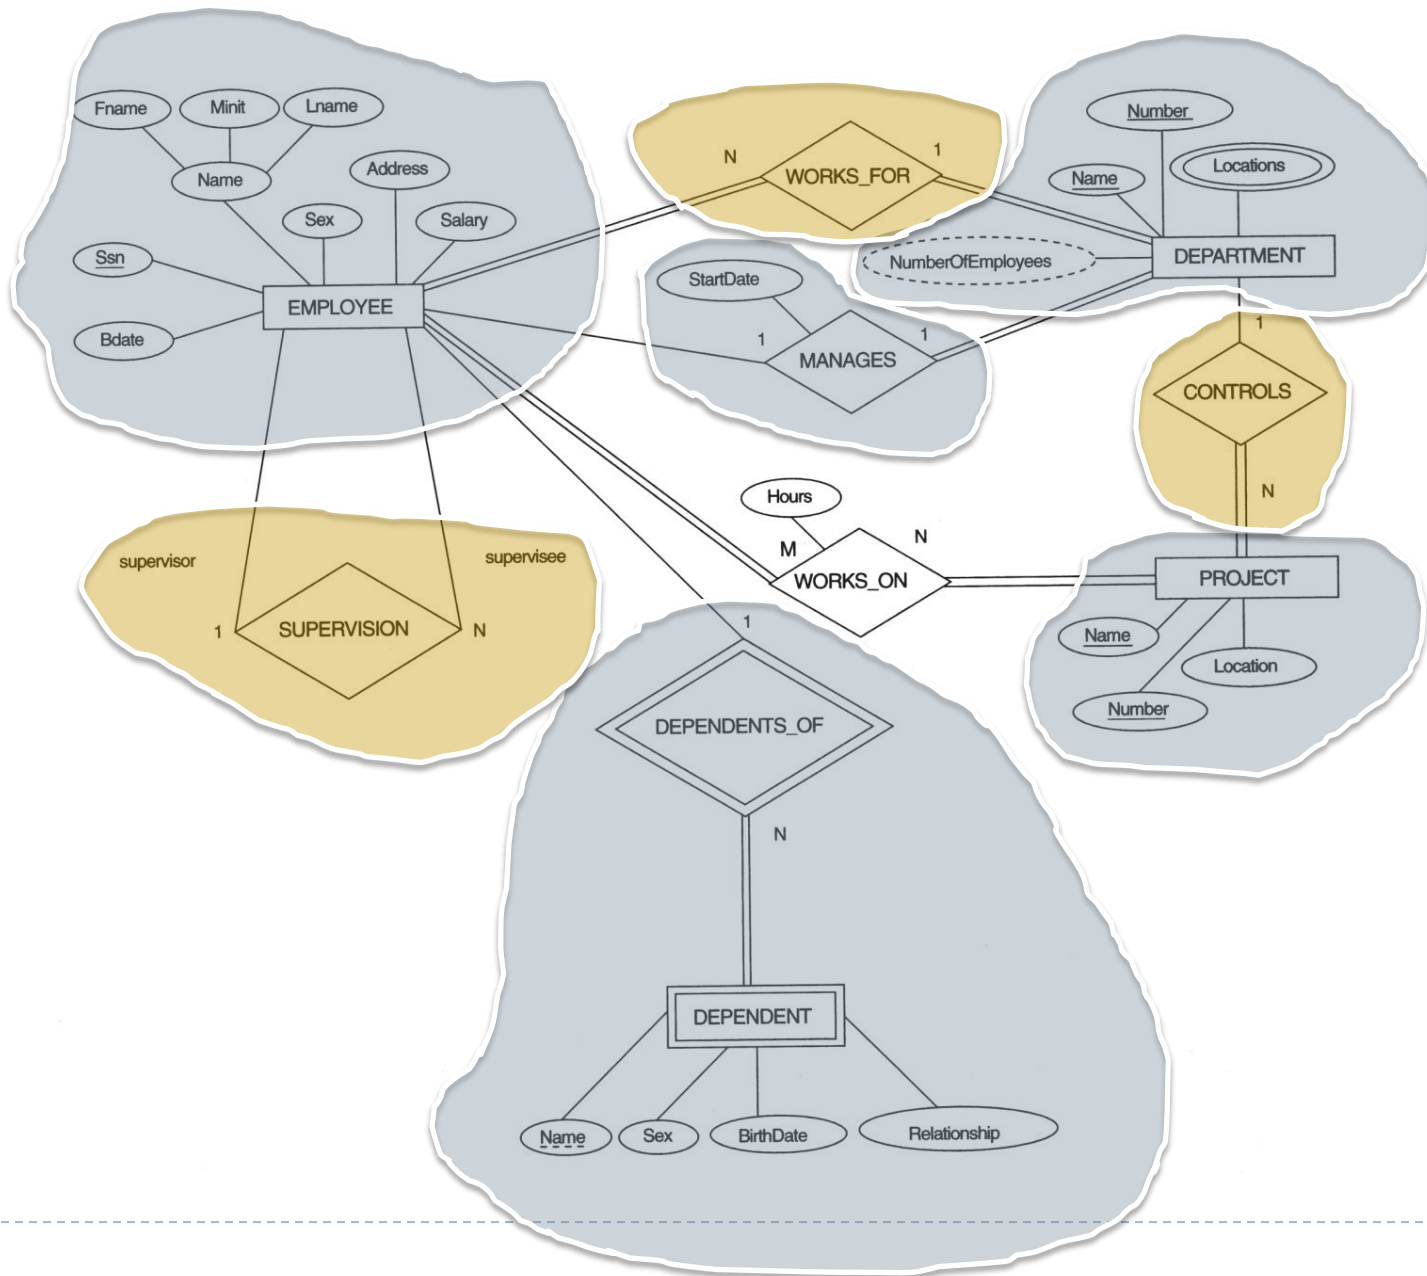 Fname
Minit
Lname
Name
Address
Sex
Salary
Ssn
Bdate
EMPLOYEE
N
WORKS_FOR
1
Number
Name
Locations
NumberOfEmployees
DEPARTMENT
StartDate
1
MANAGES
1
1
CONTROLS
N
supervisor
supervisee
1
SUPERVISION
N
Hours
M
N
WORKS_ON
PROJECT
Name
Location
Number
1
DEPENDENTS_OF
N
DEPENDENT
Name
Sex
BirthDate
Relationship